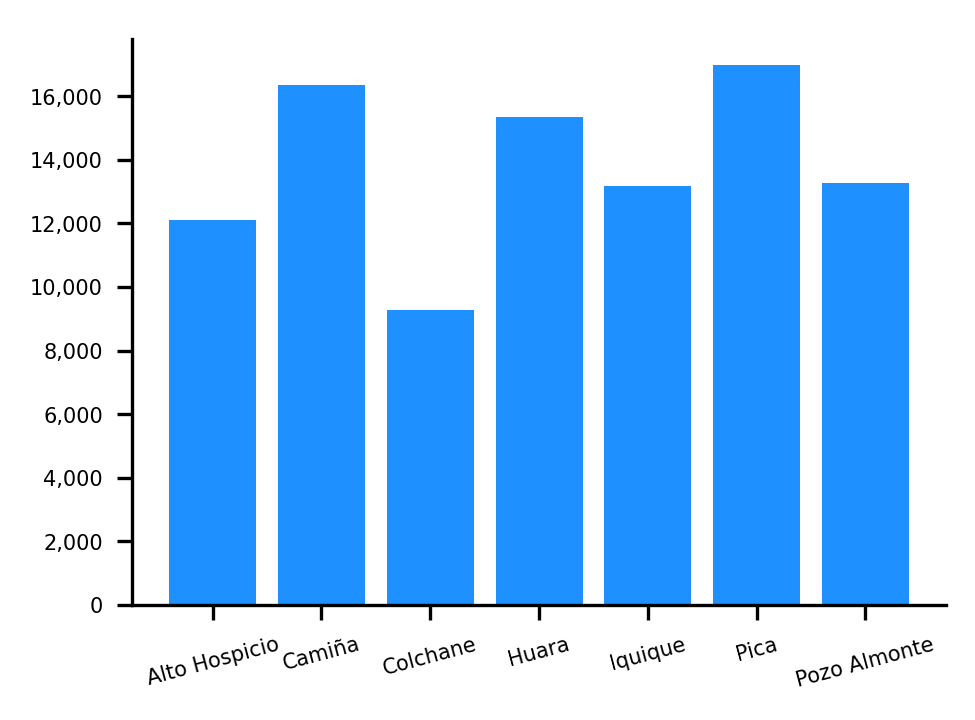 16,000
14,000
12,000
10,000
8,000
6,000
4,000
2,000
0
Alto Hospicio
Camiña
Colchane
Huara
Iquique
Pica
Pozo Almonte